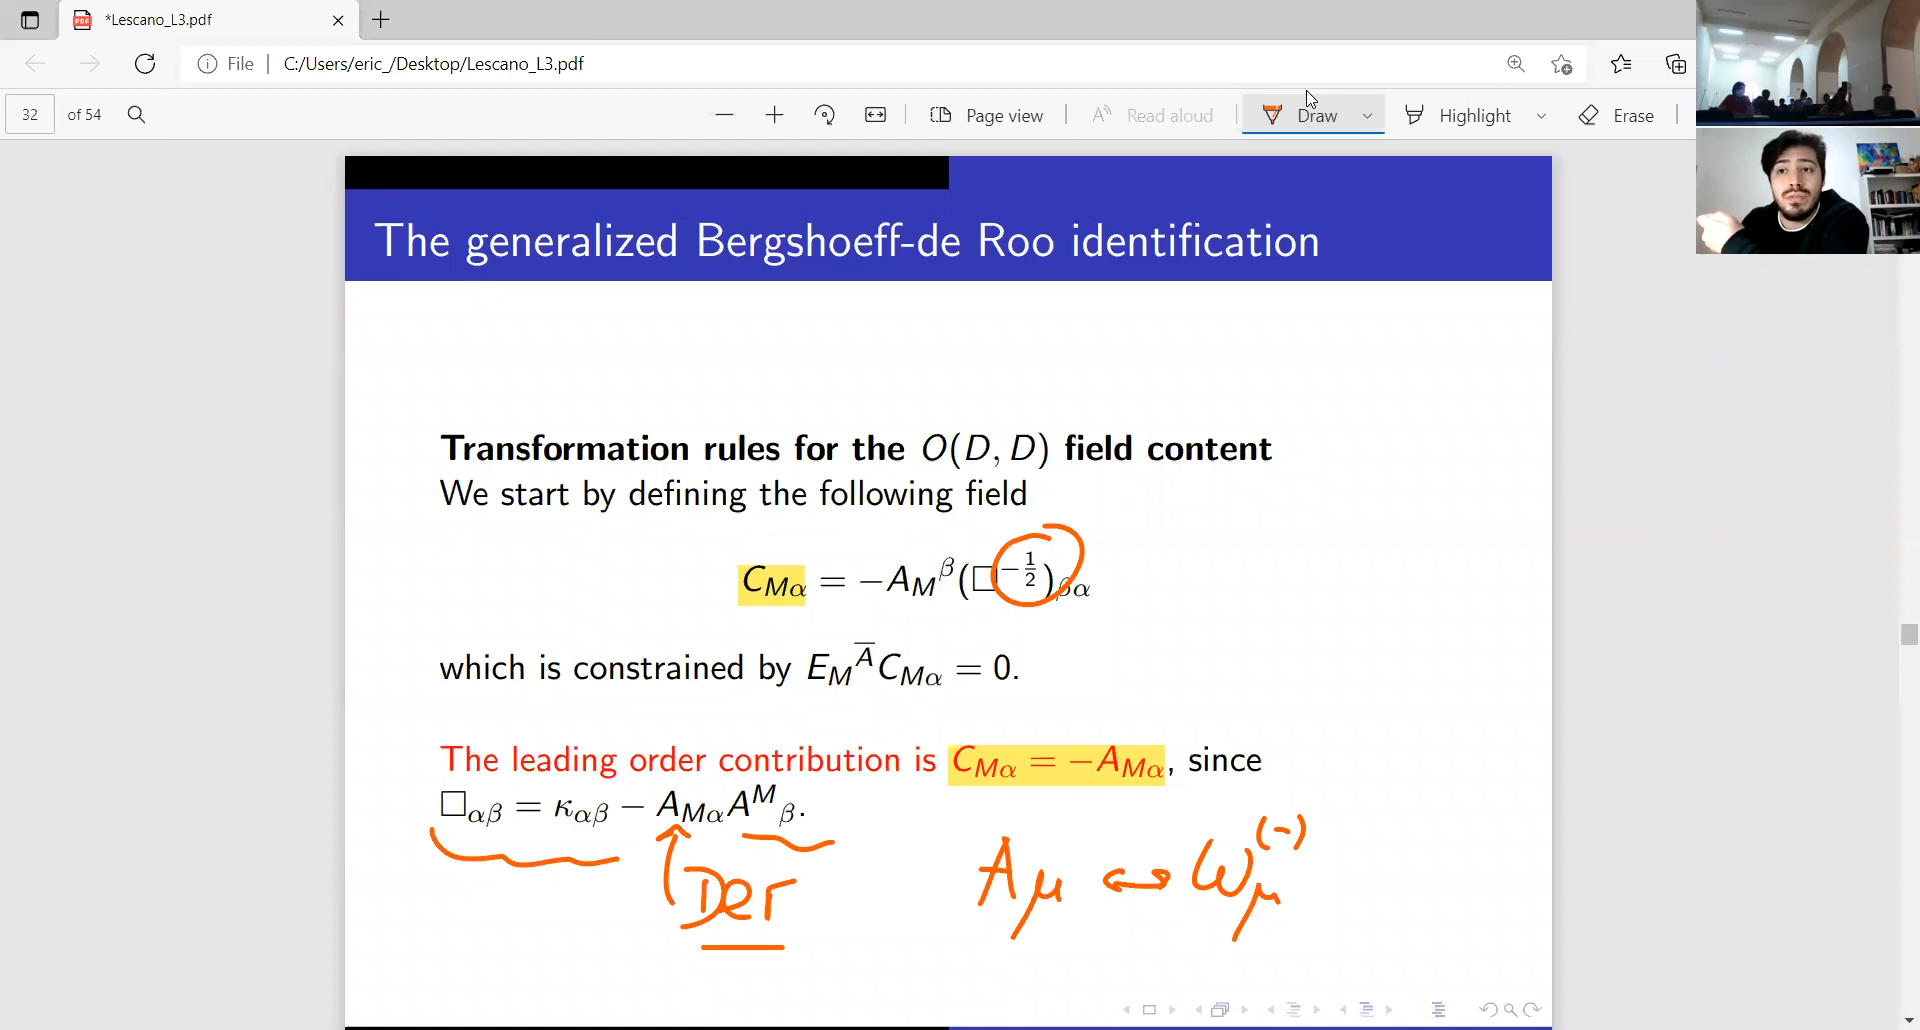 *Lescano_L3.pdf
File | C:/Users/eric_/Desktop/Lescano_L3.pdf
32 of 54 Page view Read aloud Draw Highlight Erase
The generalized Bergshoeff-de Roo identification
Transformation rules for the O(D, D) field content
We start by defining the following field
C_{Mα} = −A_M^β(□^{−1/2})_{βα}
which is constrained by E_M^{\overline{A}} C_{Mα} = 0.
The leading order contribution is C_{Mα} = −A_{Mα}, since
□_{αβ} = κ_{αβ} − A_{Mα}A^M_β.
Der
A_μ ↔ ω_μ^{(-)}